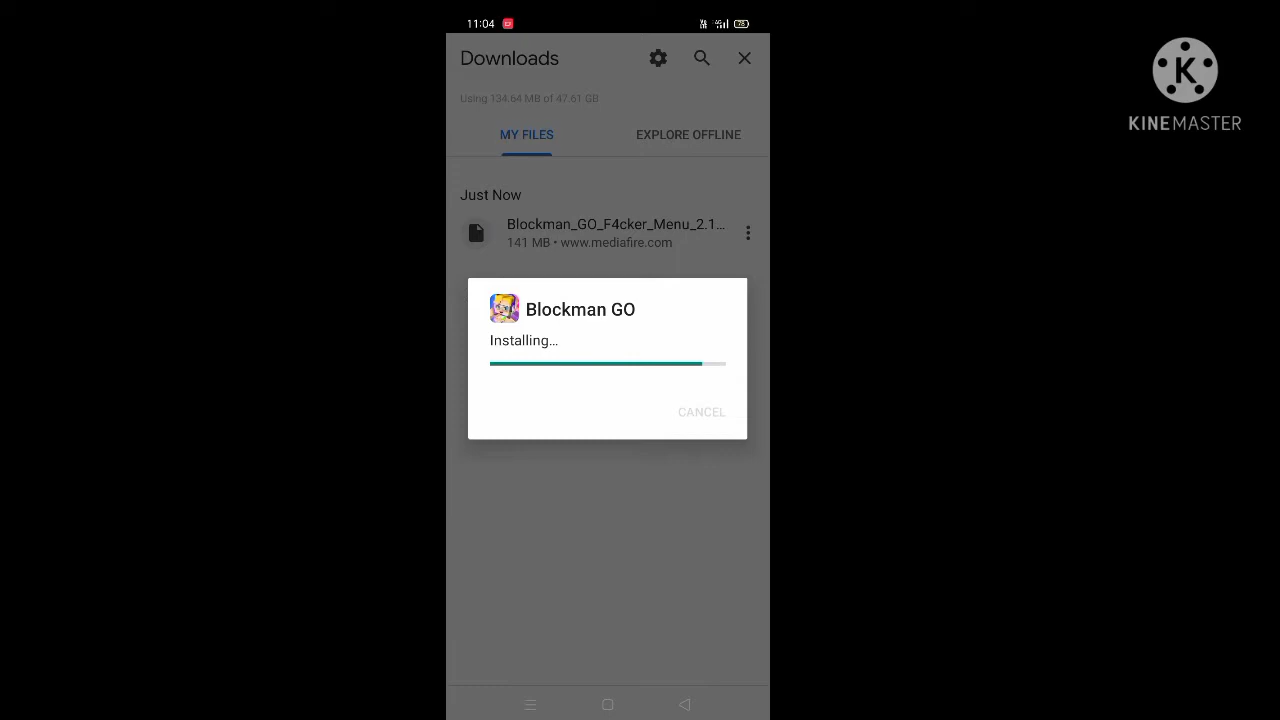 11:04
78
Downloads
Using 134.64 MB of 47.61 GB
MY FILES
EXPLORE OFFLINE
Just Now
Blockman_GO_F4cker_Menu_2.1...
141 MB • www.mediafire.com
Blockman GO
Installing...
CANCEL
K
KINEMASTER